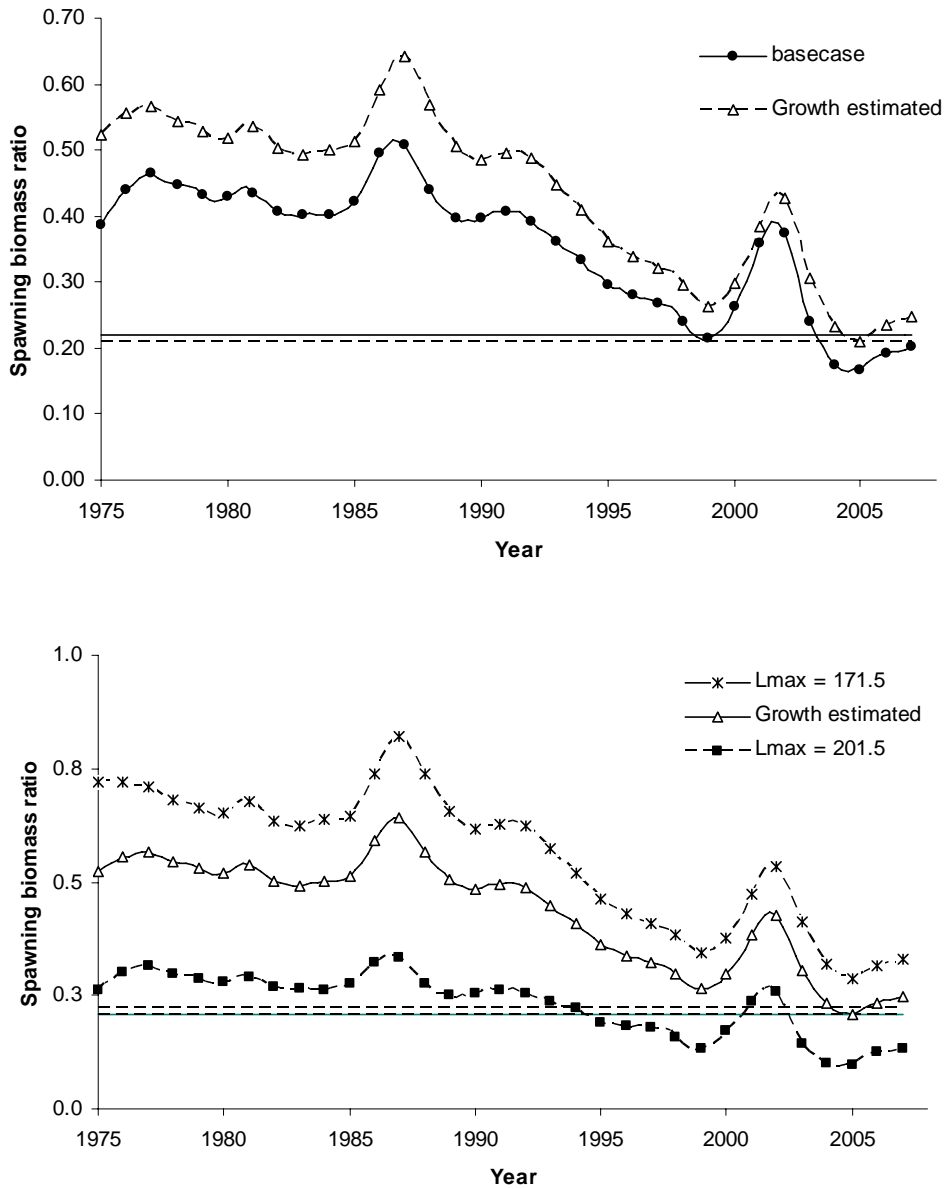 0.70
0.60
0.50
0.40
0.30
0.20
0.10
0.00
Spawning biomass ratio
basecase
Growth estimated
1975 1980 1985 1990 1995 2000 2005
Year
1.0
0.8
0.5
0.3
0.0
Spawning biomass ratio
Lmax = 171.5
Growth estimated
Lmax = 201.5
1975 1980 1985 1990 1995 2000 2005
Year